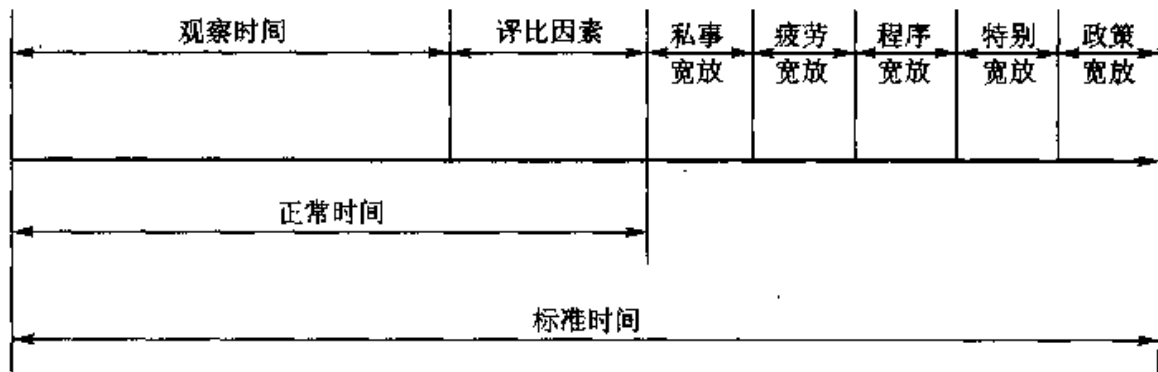 观察时间 评比因素 私事 疲劳 程序 特别 政策
宽放 宽放 宽放 宽放 宽放
正常时间
标准时间